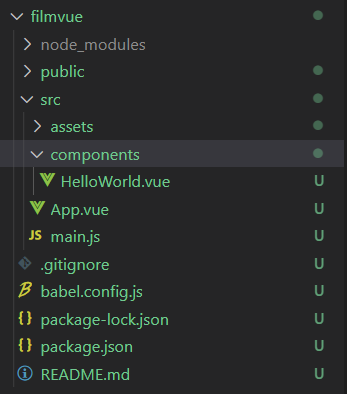 filmvue
node_modules
public
src
assets
components
HelloWorld.vue U
App.vue U
JS main.js U
.gitignore U
babel.config.js U
{} package-lock.json U
{} package.json U
README.md U